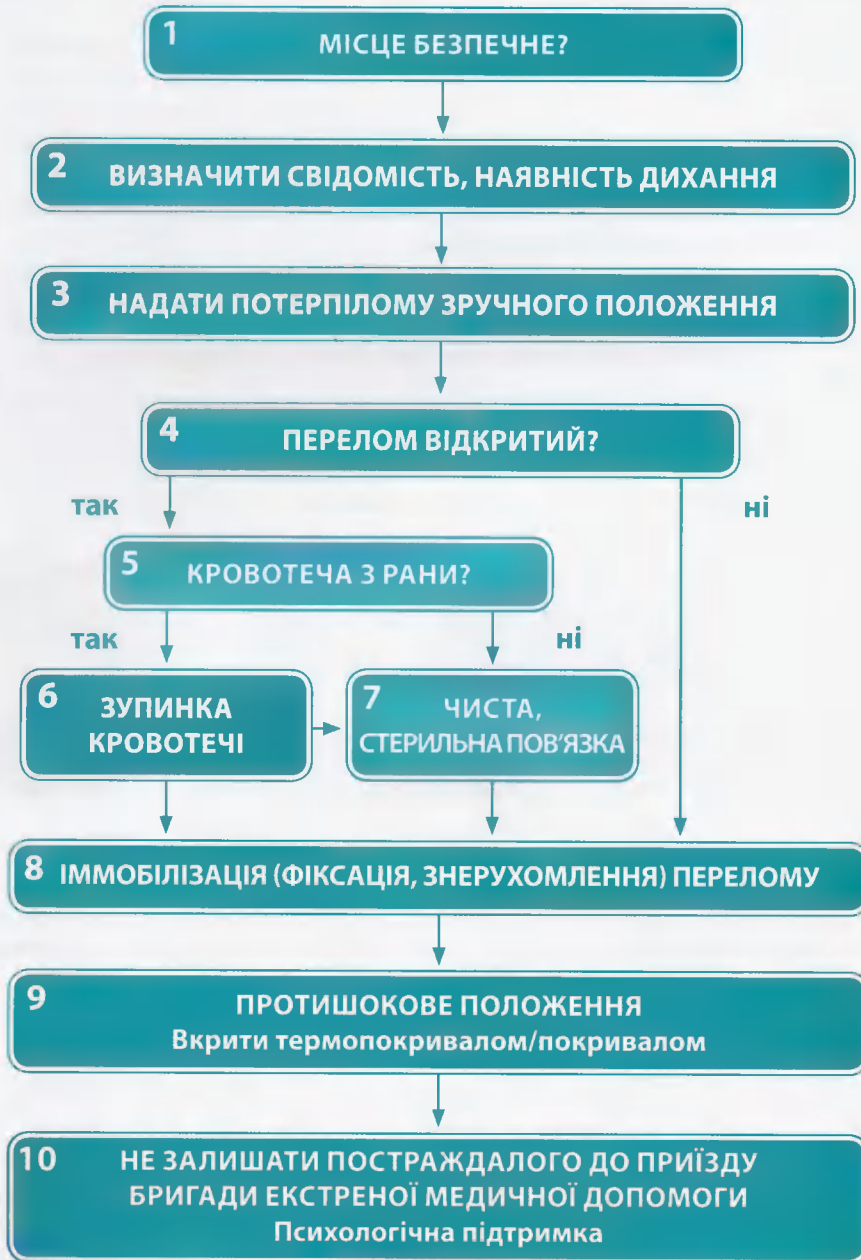 1 МІСЦЕ БЕЗПЕЧНЕ?
2 ВИЗНАЧИТИ СВІДОМІСТЬ, НАЯВНІСТЬ ДИХАННЯ
3 НАДАТИ ПОТЕРПІЛОМУ ЗРУЧНОГО ПОЛОЖЕННЯ
4 ПЕРЕЛОМ ВІДКРИТИЙ?
так
ні
5 КРОВОТЕЧА З РАНИ?
так
ні
6 ЗУПИНКА
КРОВОТЕЧІ
7 ЧИСТА,
СТЕРИЛЬНА ПОВ'ЯЗКА
8 ІММОБІЛІЗАЦІЯ (ФІКСАЦІЯ, ЗНЕРУХОМЛЕННЯ) ПЕРЕЛОМУ
9 ПРОТИШОКОВЕ ПОЛОЖЕННЯ
Вкрити термопокривалом/покривалом
10 НЕ ЗАЛИШАТИ ПОСТРАЖДАЛОГО ДО ПРИЇЗДУ
БРИГАДИ ЕКСТРЕНОЇ МЕДИЧНОЇ ДОПОМОГИ
Психологічна підтримка